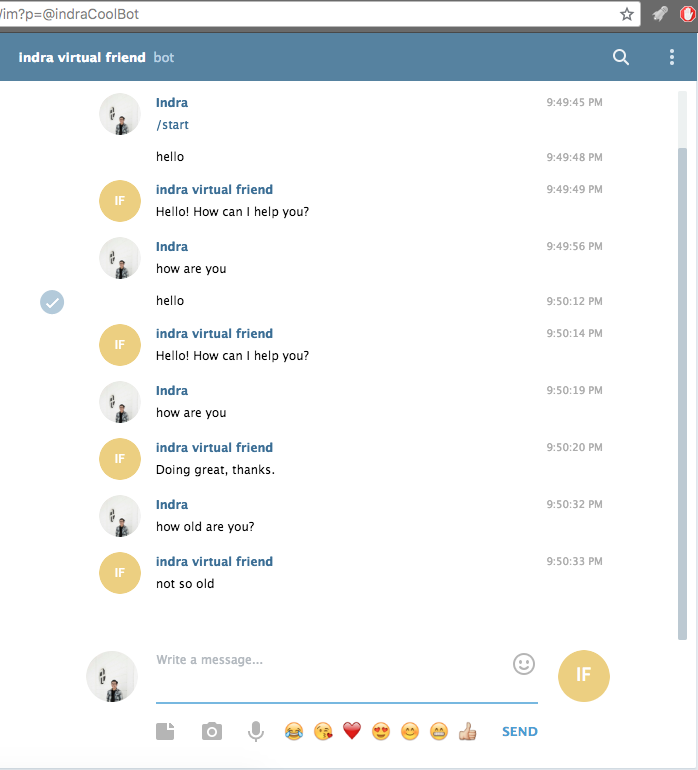 /im?p=@indraCoolBot
indra virtual friend bot
Indra 9:49:45 PM
/start
hello 9:49:48 PM
IF
indra virtual friend 9:49:49 PM
Hello! How can I help you?
Indra 9:49:56 PM
how are you
hello 9:50:12 PM
IF
indra virtual friend 9:50:14 PM
Hello! How can I help you?
Indra 9:50:19 PM
how are you
IF
indra virtual friend 9:50:20 PM
Doing great, thanks.
Indra 9:50:32 PM
how old are you?
IF
indra virtual friend 9:50:33 PM
not so old
Write a message...
IF
SEND